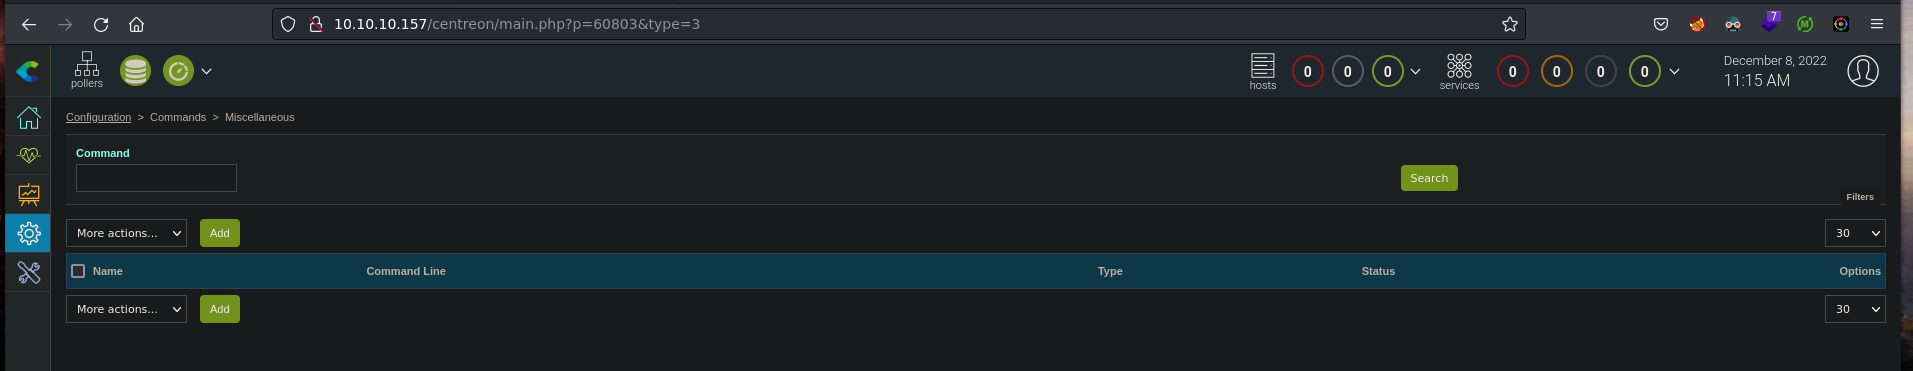 10.10.10.157/centreon/main.php?p=60803&type=3
7
pollers
hosts
0 0 0
services
0 0 0 0
December 8, 2022
11:15 AM
Configuration > Commands > Miscellaneous
Command
Search
Filters
More actions... Add 30
Name Command Line Type Status Options
More actions... Add 30